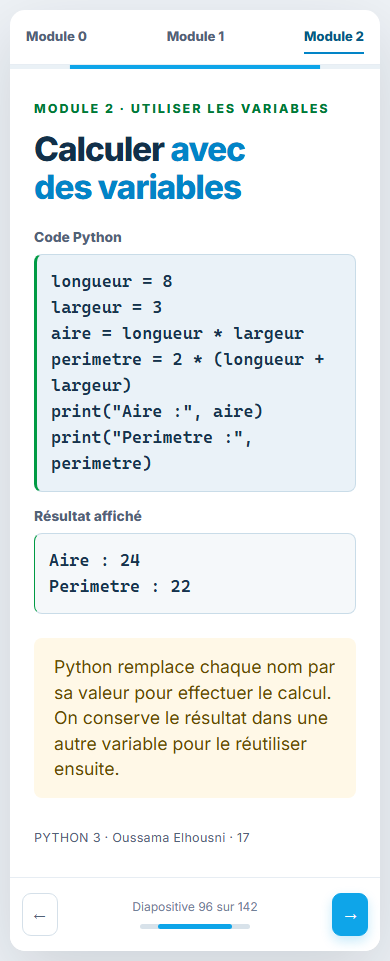 Module 0
Module 1
Module 2
MODULE 2 · UTILISER LES VARIABLES
Calculer avec
des variables
Code Python
longueur = 8
largeur = 3
aire = longueur * largeur
perimetre = 2 * (longueur +
largeur)
print("Aire :", aire)
print("Perimetre :",
perimetre)
Résultat affiché
Aire : 24
Perimetre : 22
Python remplace chaque nom par
sa valeur pour effectuer le calcul.
On conserve le résultat dans une
autre variable pour le réutiliser
ensuite.
PYTHON 3 · Oussama Elhousni · 17
← Diapositive 96 sur 142 →